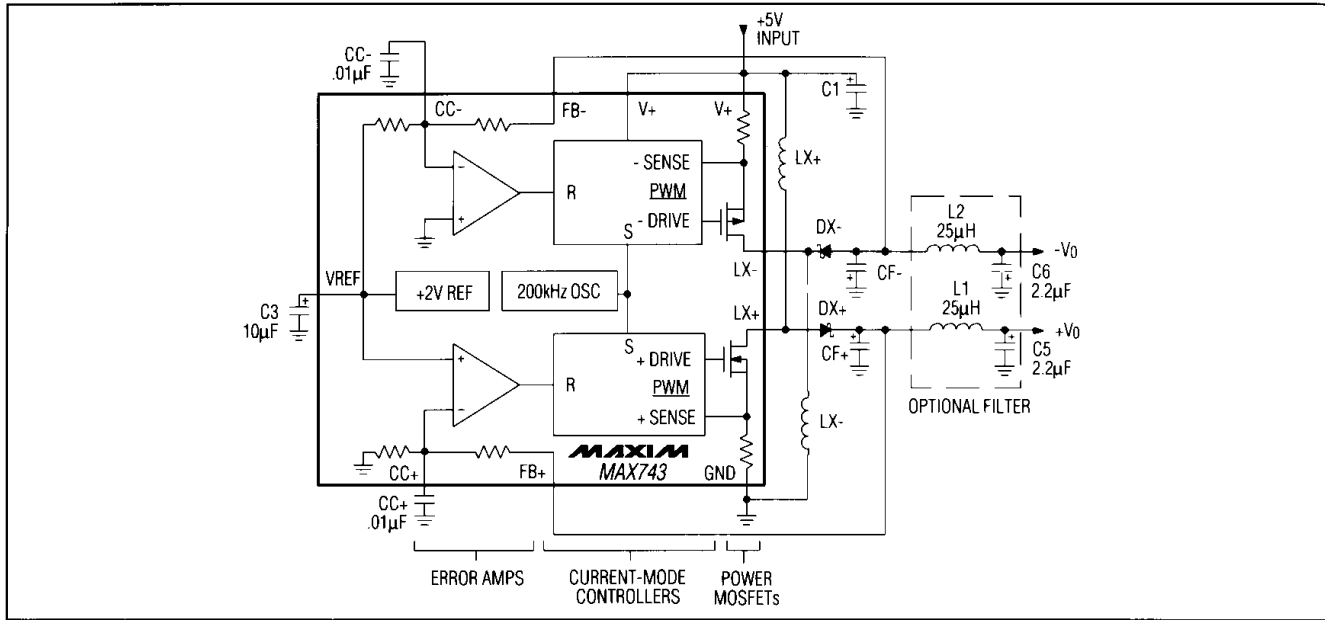 +5V
INPUT
CC-
.01µF
C1
CC-
FB-
V+
V+
LX+
- SENSE
PWM
- DRIVE
R
S
L2
25µH
DX-
-V0
LX-
CF-
C6
2.2µF
VREF
+2V REF
200kHz OSC
C3
10µF
LX+
DX+
L1
25µH
+V0
S
+ DRIVE
PWM
+ SENSE
R
CF+
C5
2.2µF
OPTIONAL FILTER
LX-
MAXIM
MAX743
CC+
FB+
GND
CC+
.01µF
ERROR AMPS
CURRENT-MODE
CONTROLLERS
POWER
MOSFETs